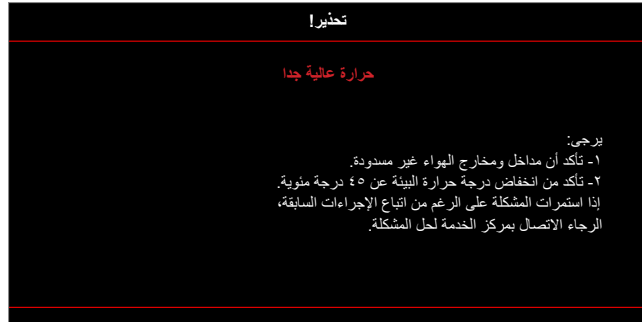 تحذير!
حرارة عالية جدا
يرجى:
١- تأكد أن مداخل ومخارج الهواء غير مسدودة.
٢- تأكد من انخفاض درجة حرارة البيئة عن ٤٥ درجة مئوية.
إذا استمرات المشكلة على الرغم من اتباع الإجراءات السابقة،
الرجاء الاتصال بمركز الخدمة لحل المشكلة.